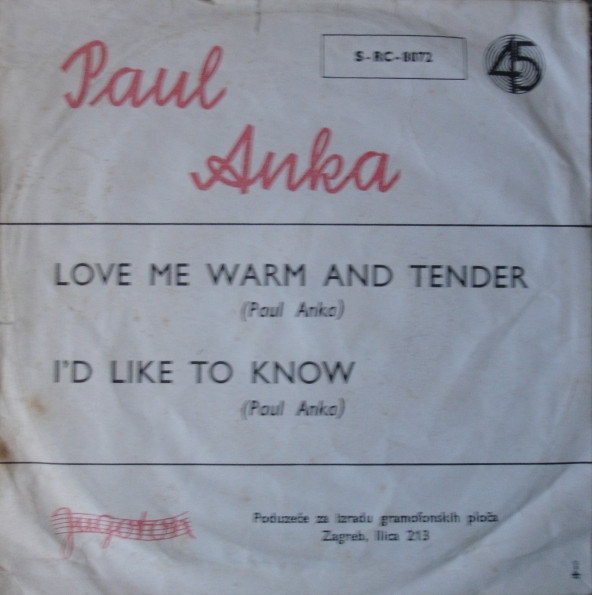 Paul
Anka
S-RC-8072
45
LOVE ME WARM AND TENDER
(Paul Anka)
I'D LIKE TO KNOW
(Paul Anka)
Jugoton
Poduzeće za izradu gramofonskih ploča
Zagreb, Ilica 213